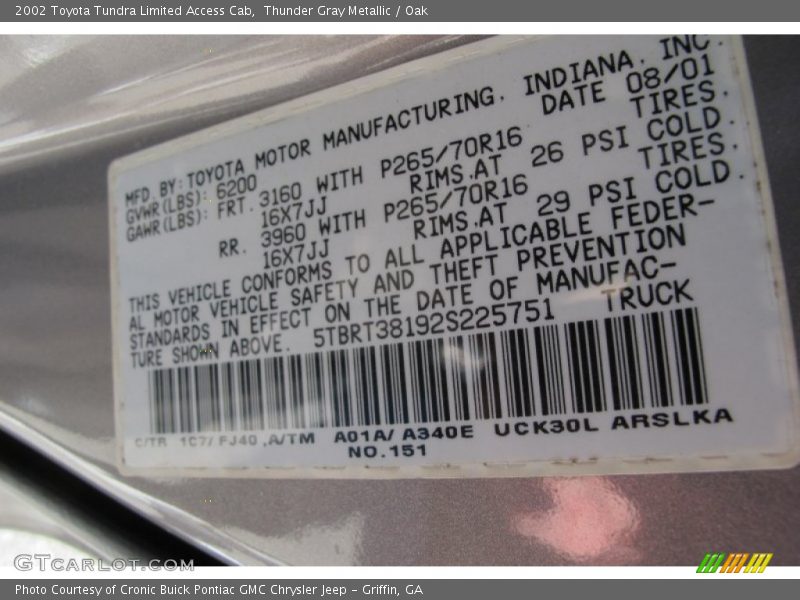 2002 Toyota Tundra Limited Access Cab, Thunder Gray Metallic / Oak
MFD. BY: TOYOTA MOTOR MANUFACTURING, INDIANA, INC.
GVWR(LBS): 6200 DATE 08/01
GAWR(LBS): FRT. 3160 WITH P265/70R16 TIRES.
16X7JJ RIMS.AT 26 PSI COLD.
RR. 3960 WITH P265/70R16 TIRES.
16X7JJ RIMS.AT 29 PSI COLD.
THIS VEHICLE CONFORMS TO ALL APPLICABLE FEDER-
AL MOTOR VEHICLE SAFETY AND THEFT PREVENTION
STANDARDS IN EFFECT ON THE DATE OF MANUFAC-
TURE SHOWN ABOVE. 5TBRT38192S225751 TRUCK
C/TR 1C7/FJ40 ,A/TM A01A/A340E UCK30L ARSLKA
NO.151
GTCARLOT.COM
Photo Courtesy of Cronic Buick Pontiac GMC Chrysler Jeep - Griffin, GA